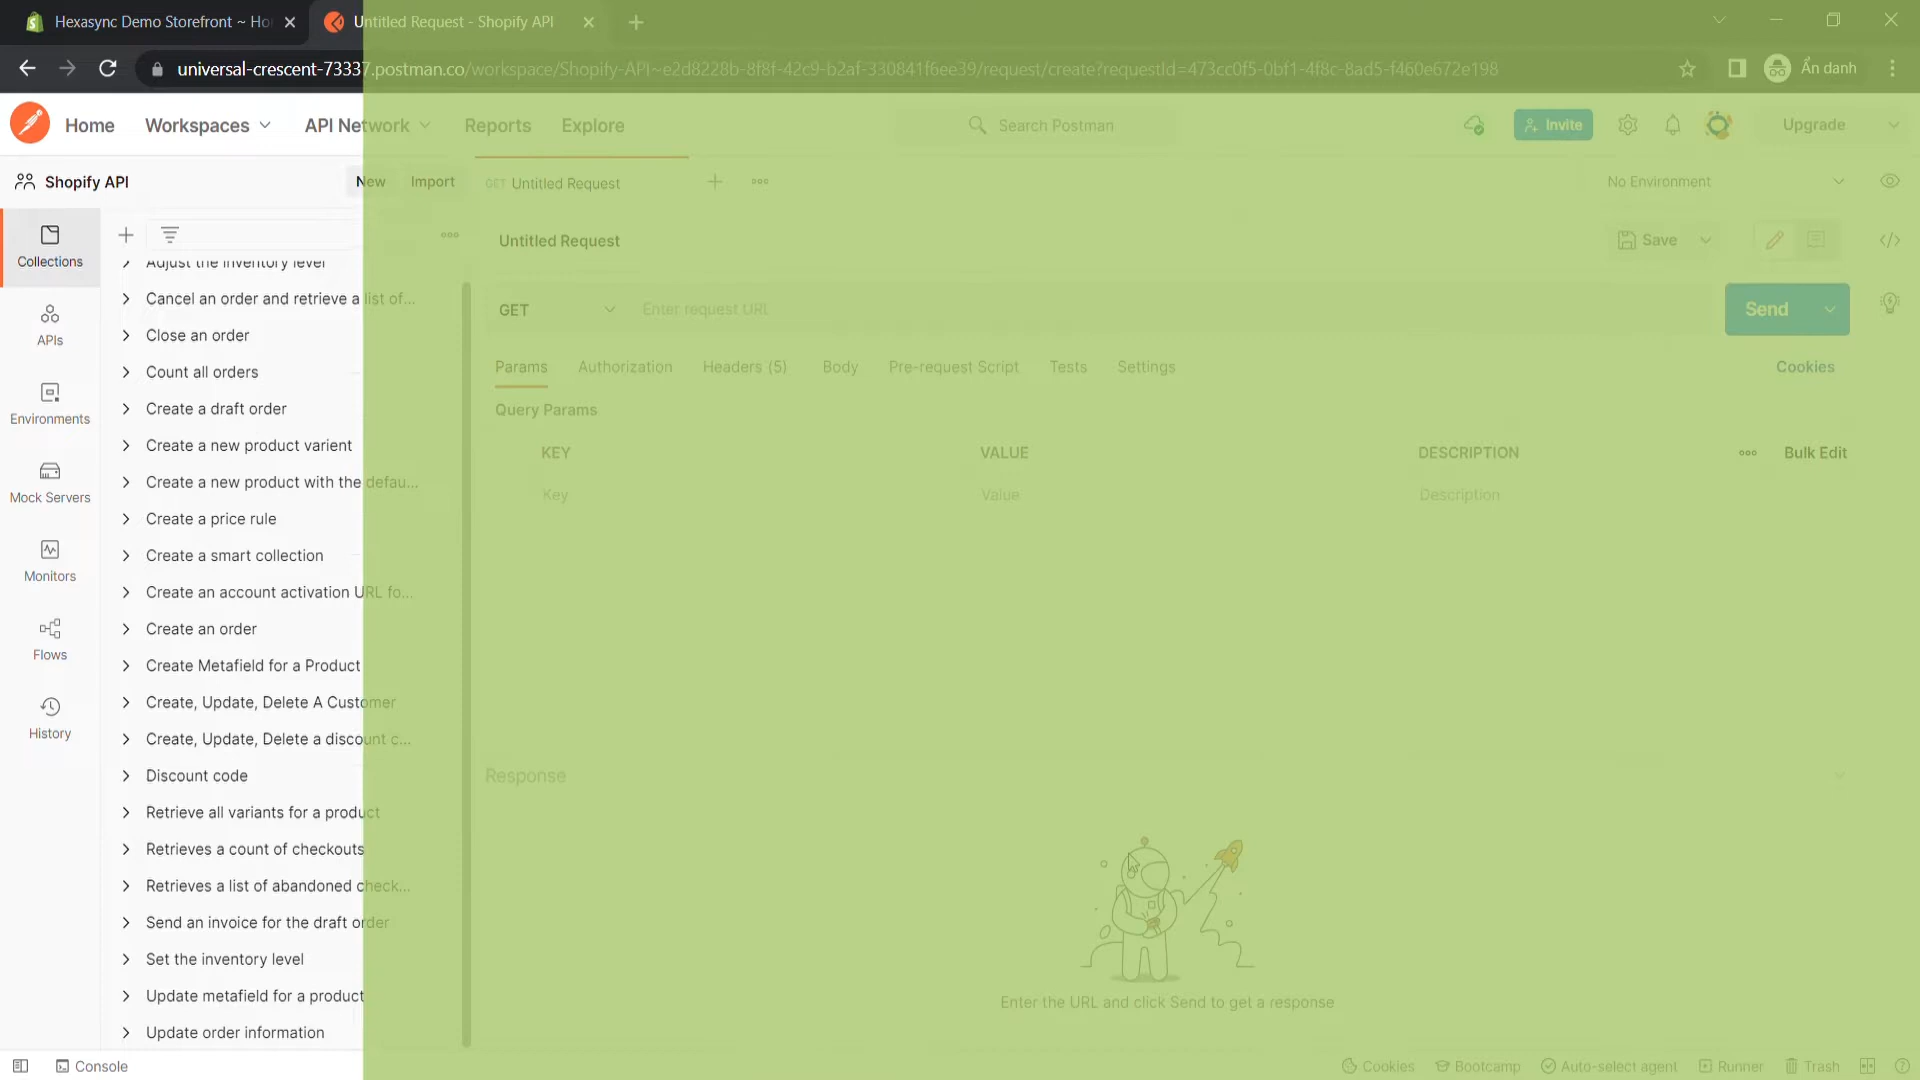 Hexasync Demo Storefront ~ Ho
Untitled Request - Shopify API
universal-crescent-73337.postman.co/workspace/Shopify-API~e2d8228b-8f8f-42c9-b2af-330841f6ee39/request/create?requestId=473cc0f5-0bf1-4f8c-8ad5-f460e672e198
Ẩn danh
Home
Workspaces
API Network
Reports
Explore
Search Postman
Invite
Upgrade
Shopify API
New
Import
GET Untitled Request
No Environment
Untitled Request
Save
Collections
APIs
Environments
Mock Servers
Monitors
Flows
History
Adjust the inventory level
Cancel an order and retrieve a list of...
Close an order
Count all orders
Create a draft order
Create a new product varient
Create a new product with the defau...
Create a price rule
Create a smart collection
Create an account activation URL fo...
Create an order
Create Metafield for a Product
Create, Update, Delete A Customer
Create, Update, Delete a discount c...
Discount code
Retrieve all variants for a product
Retrieves a count of checkouts
Retrieves a list of abandoned check...
Send an invoice for the draft order
Set the inventory level
Update metafield for a product
Update order information
GET
Enter request URL
Send
Params
Authorization
Headers (5)
Body
Pre-request Script
Tests
Settings
Cookies
Query Params
KEY
VALUE
DESCRIPTION
Bulk Edit
Key
Value
Description
Response
Enter the URL and click Send to get a response
Console
Cookies
Bootcamp
Auto-select agent
Runner
Trash